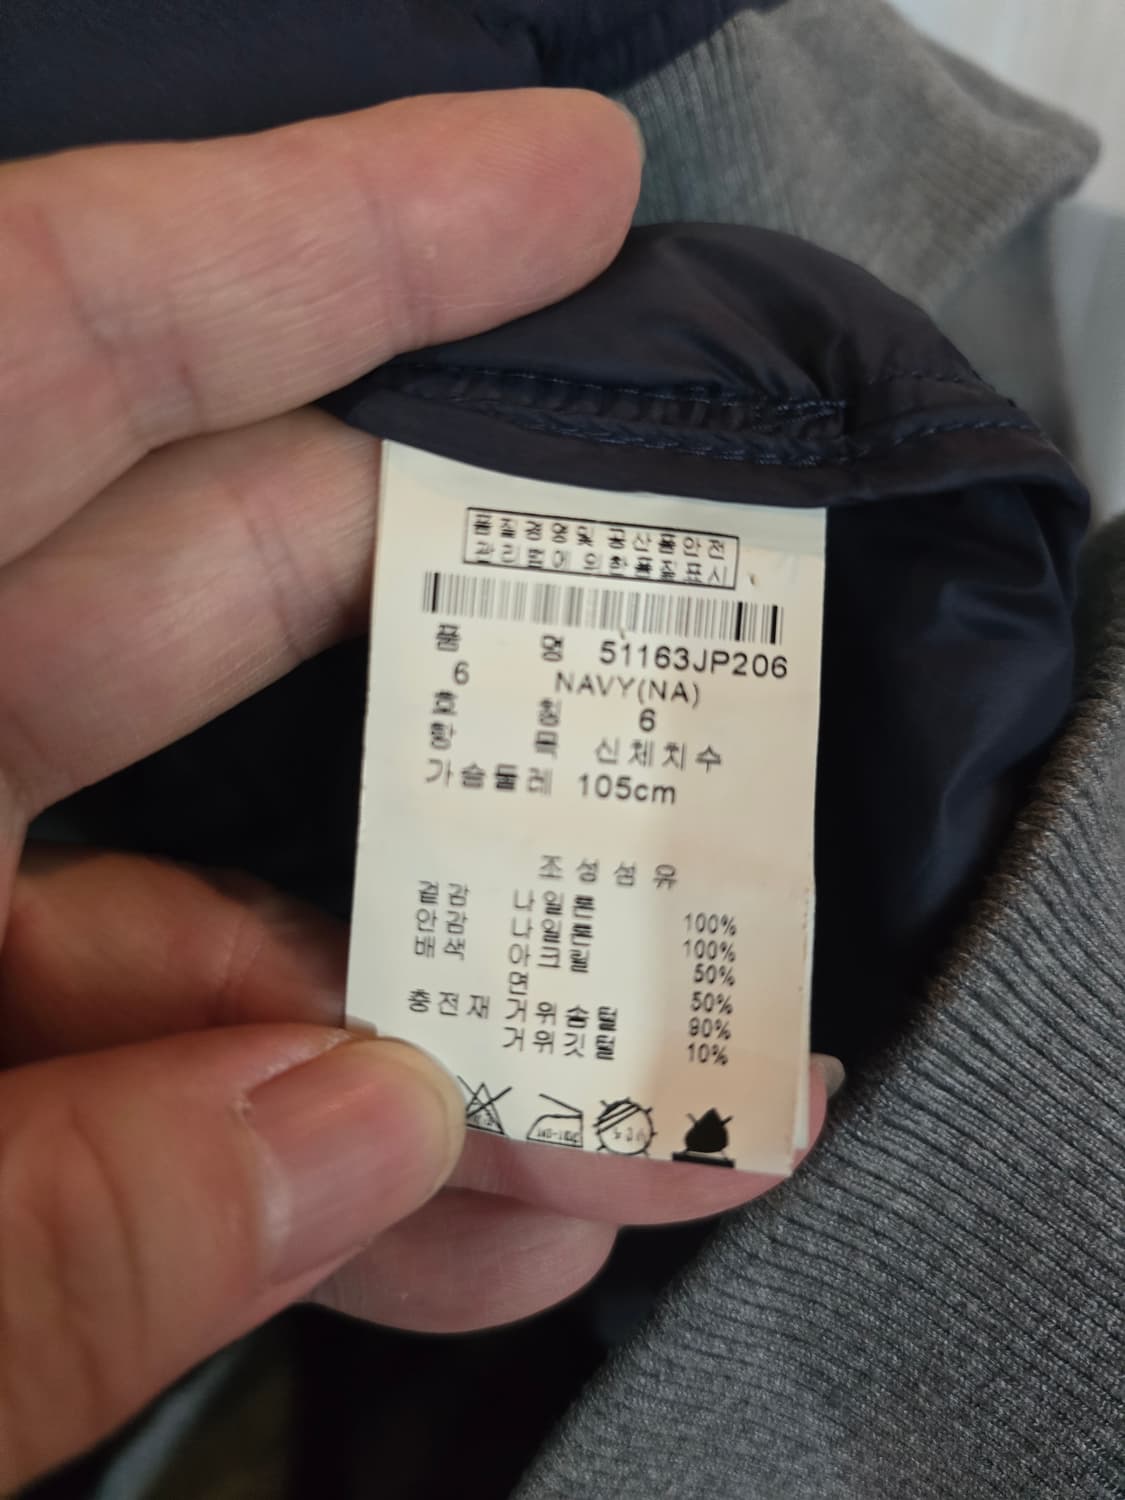 품질경영및 공산품안전
관리법에 의한품질표시
품 명 51163JP206
6 NAVY(NA)
호 칭 6
항 목 신체치수
가슴둘레 105cm
조성섬유
겉감 나일론 100%
안감 나일론 100%
배색 아크릴 50%
면 50%
충전재 거위솜털 90%
거위깃털 10%